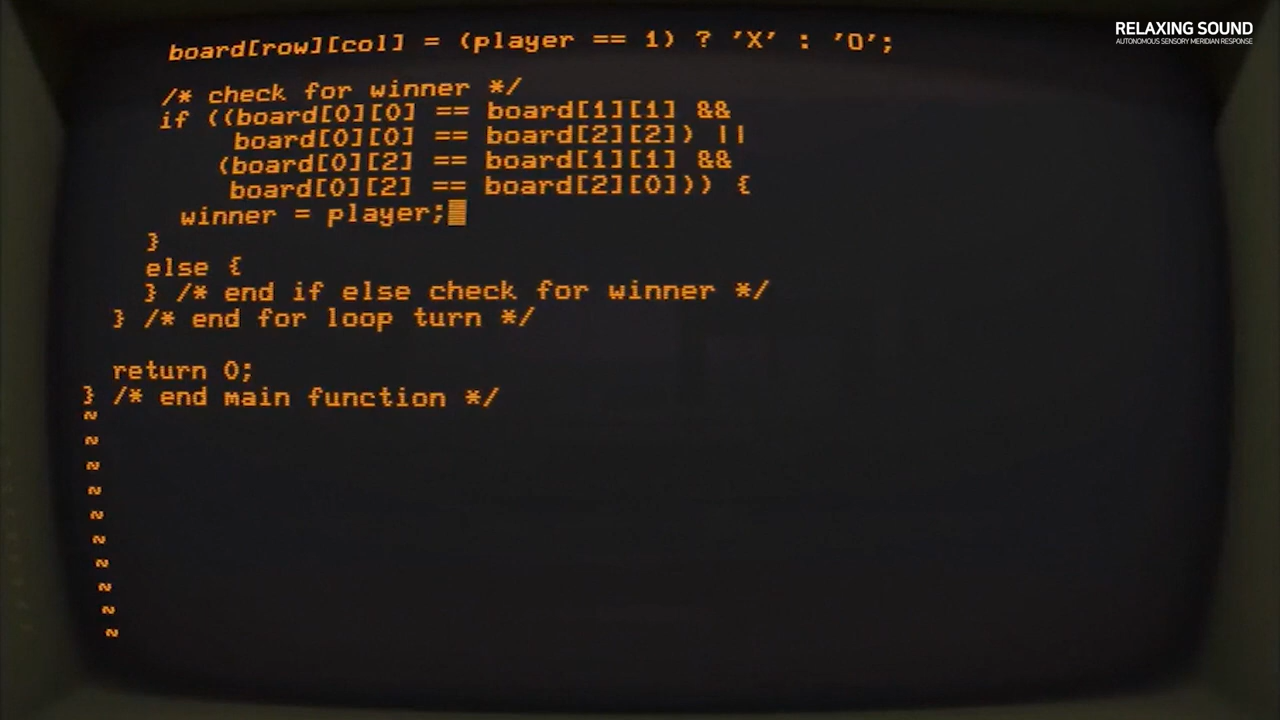 RELAXING SOUND
AUTONOMOUS SENSORY MERIDIAN RESPONSE
board[row][col] = (player == 1) ? 'X' : 'O';
/* check for winner */
if ((board[0][0] == board[1][1] &&
board[0][0] == board[2][2]) ||
(board[0][2] == board[1][1] &&
board[0][2] == board[2][0])) {
winner = player;
}
else {
} /* end if else check for winner */
} /* end for loop turn */
return 0;
} /* end main function */
~
~
~
~
~
~
~
~
~
~